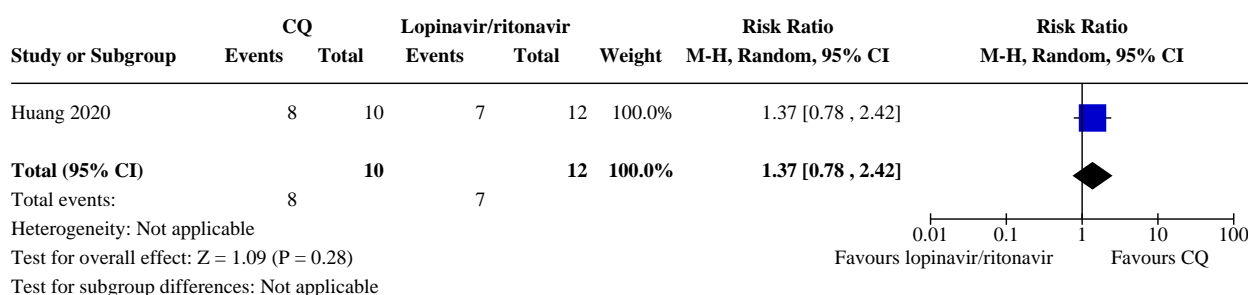 CQ Lopinavir/ritonavir Risk Ratio Risk Ratio
Study or Subgroup Events Total Events Total Weight M-H, Random, 95% CI M-H, Random, 95% CI
Huang 2020 8 10 7 12 100.0% 1.37 [0.78 , 2.42]
Total (95% CI) 10 12 100.0% 1.37 [0.78 , 2.42]
Total events: 8 7
Heterogeneity: Not applicable
0.01 0.1 1 10 100
Test for overall effect: Z = 1.09 (P = 0.28) Favours lopinavir/ritonavir Favours CQ
Test for subgroup differences: Not applicable